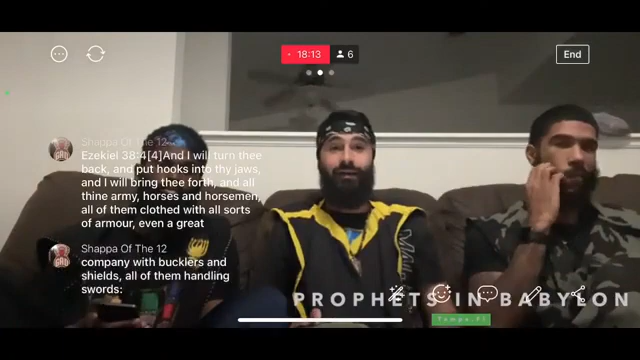 18:13
6
End
Shappa Of The 12
Ezekiel 38:4[4]And I will turn thee
back, and put hooks into thy jaws,
and I will bring thee forth, and all
thine army, horses and horsemen,
all of them clothed with all sorts
of armour, even a great
Shappa Of The 12
company with bucklers and
shields, all of them handling
swords:
PROPHETS IN BABYLON
Tampa, Fl